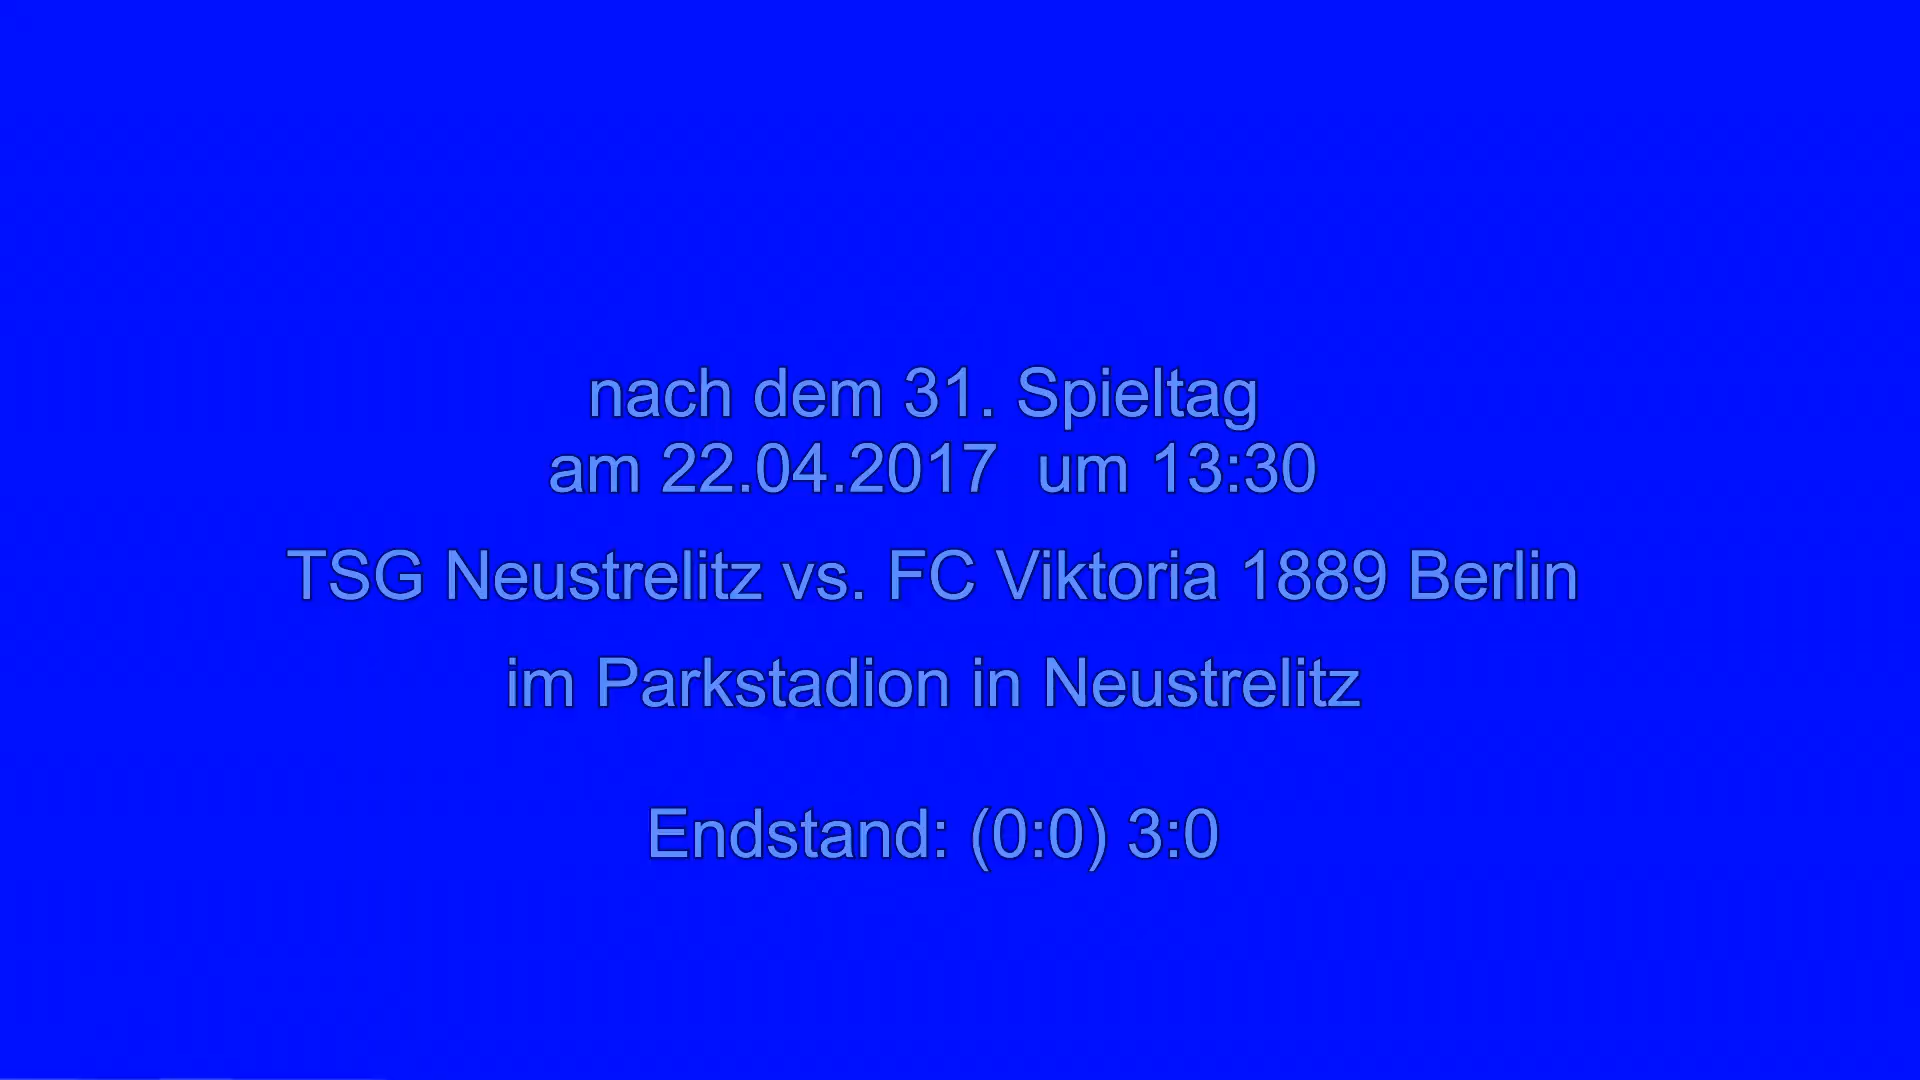 nach dem 31. Spieltag
am 22.04.2017  um 13:30
TSG Neustrelitz vs. FC Viktoria 1889 Berlin
im Parkstadion in Neustrelitz
Endstand: (0:0) 3:0